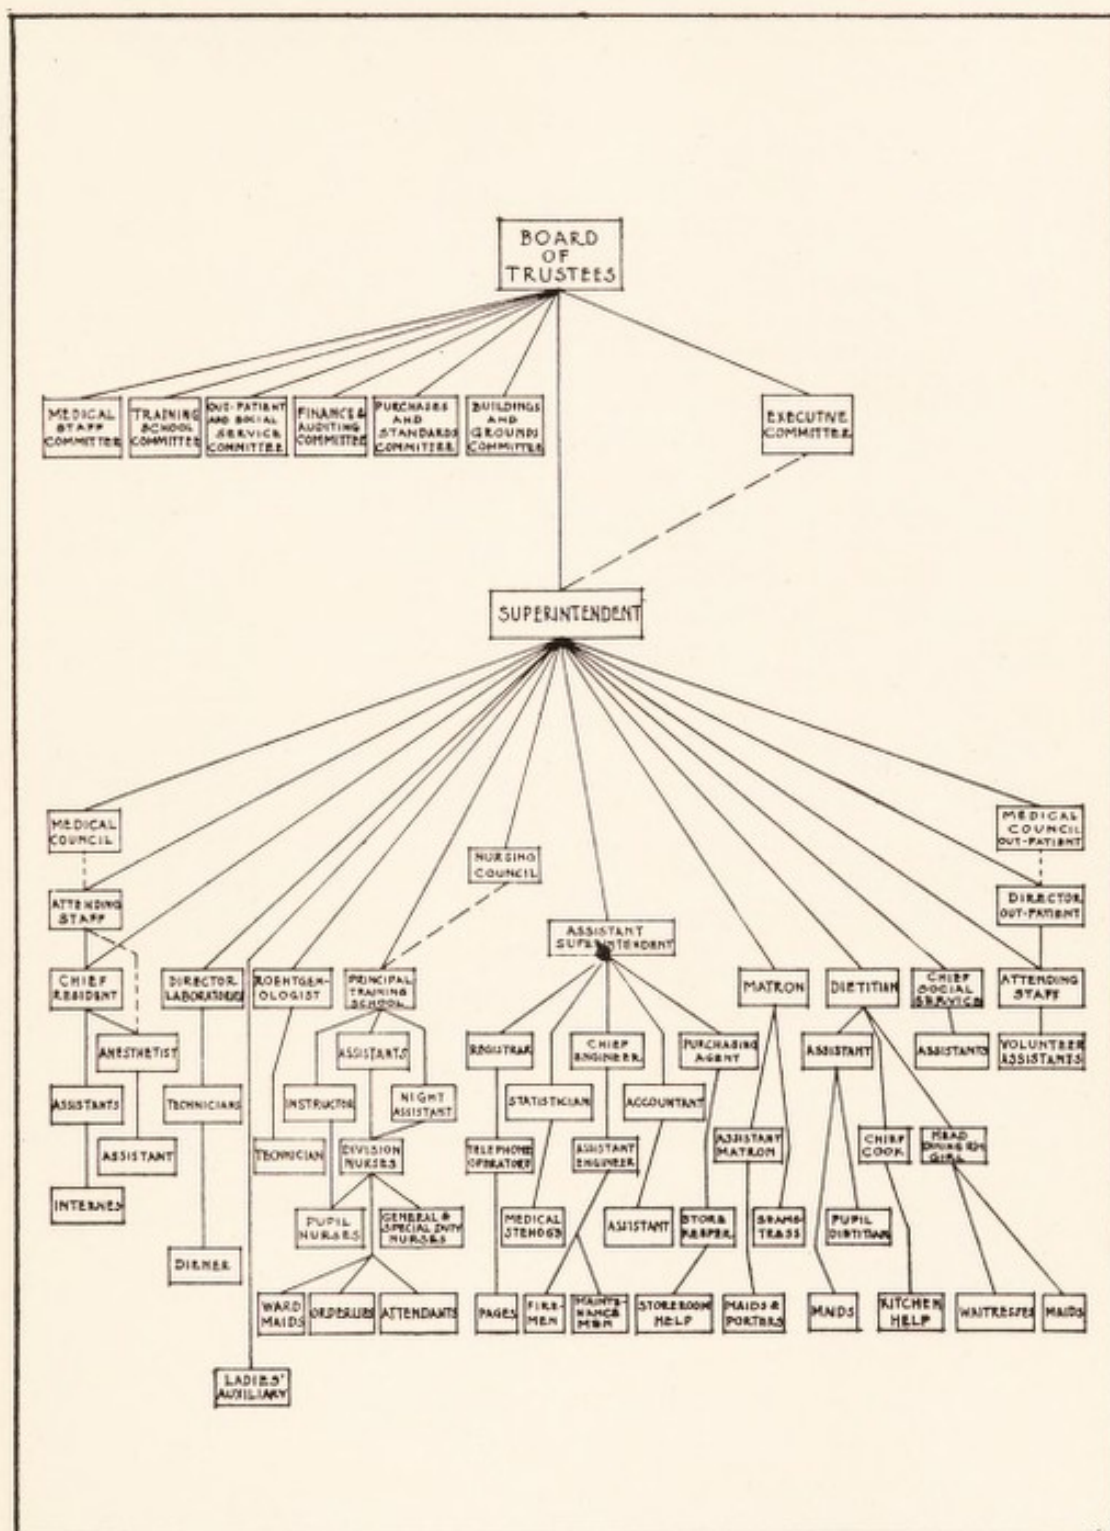 BOARD
OF
TRUSTEES
MEDICAL
STAFF
COMMITTEE
TRAINING
SCHOOL
COMMITTEE
OUT-PATIENT
AND SOCIAL
SERVICE
COMMITTEE
FINANCE &
AUDITING
COMMITTEE
PURCHASES
AND
STANDARDS
COMMITTEE
BUILDINGS
AND
GROUNDS
COMMITTEE
EXECUTIVE
COMMITTEE
SUPERINTENDENT
MEDICAL
COUNCIL
MEDICAL
COUNCIL
OUT-PATIENT
NURSING
COUNCIL
ATTENDING
STAFF
DIRECTOR
OUT-PATIENT
ASSISTANT
SUPERINTENDENT
CHIEF
RESIDENT
DIRECTOR
LABORATORIES
ROENTGEN-
OLOGIST
PRINCIPAL
TRAINING
SCHOOL
MATRON
DIETITIAN
CHIEF
SOCIAL
SERVICE
ATTENDING
STAFF
ANESTHETIST
ASSISTANTS
REGISTRAR
CHIEF
ENGINEER
PURCHASING
AGENT
ASSISTANT
ASSISTANTS
VOLUNTEER
ASSISTANTS
ASSISTANTS
TECHNICIANS
INSTRUCTOR
NIGHT
ASSISTANT
STATISTICIAN
ACCOUNTANT
ASSISTANT
TECHNICIAN
DIVISION
NURSES
TELEPHONE
OPERATORS
ASSISTANT
ENGINEER
ASSISTANT
MATRON
CHIEF
COOK
HEAD
DINING RM
GIRL
INTERNES
PUPIL
NURSES
GENERAL &
SPECIAL DUTY
NURSES
MEDICAL
STENOGS
ASSISTANT
STORE
KEEPER
SEAMS-
TRESS
PUPIL
DIETITIAN
DIENER
WARD
MAIDS
ORDERLIES
ATTENDANTS
PAGES
FIRE-
MEN
MAINTE-
NANCE
MEN
STOREROOM
HELP
MAIDS &
PORTERS
MAIDS
KITCHEN
HELP
WAITRESSES
MAIDS
LADIES'
AUXILIARY